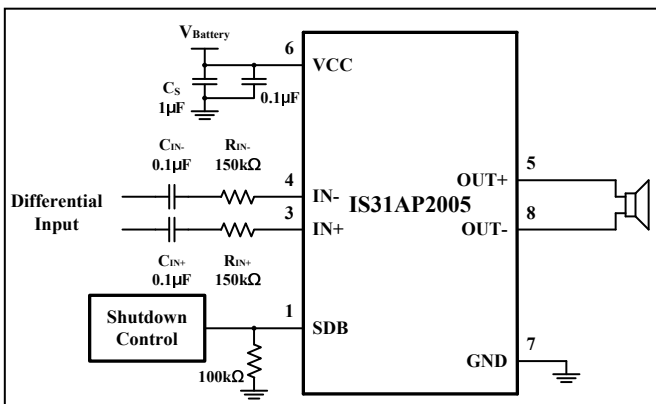 VBattery
6
VCC
CS
1µF
0.1µF
CIN-
0.1µF
RIN-
150kΩ
4
IN-
Differential
Input
3
IN+
CIN+
0.1µF
RIN+
150kΩ
IS31AP2005
OUT+
5
OUT-
8
Shutdown
Control
1
SDB
100kΩ
7
GND